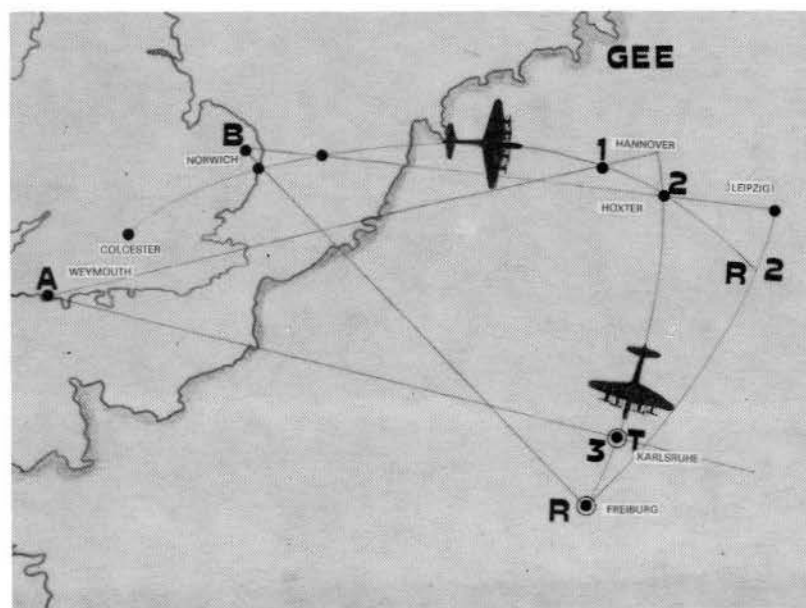 GEE
B
1
HANNOVER
NORWICH
2
LEIPZIG
HOXTER
COLCESTER
R 2
WEYMOUTH
A
3 T
KARLSRUHE
R
FREIBURG